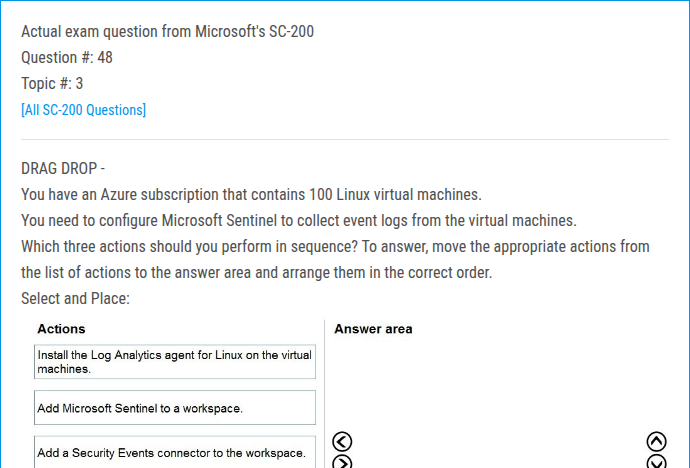 Actual exam question from Microsoft's SC-200
Question #: 48
Topic #: 3
[All SC-200 Questions]
DRAG DROP -
You have an Azure subscription that contains 100 Linux virtual machines.
You need to configure Microsoft Sentinel to collect event logs from the virtual machines.
Which three actions should you perform in sequence? To answer, move the appropriate actions from
the list of actions to the answer area and arrange them in the correct order.
Select and Place:
Actions
Answer area
Install the Log Analytics agent for Linux on the virtual
machines.
Add Microsoft Sentinel to a workspace.
Add a Security Events connector to the workspace.